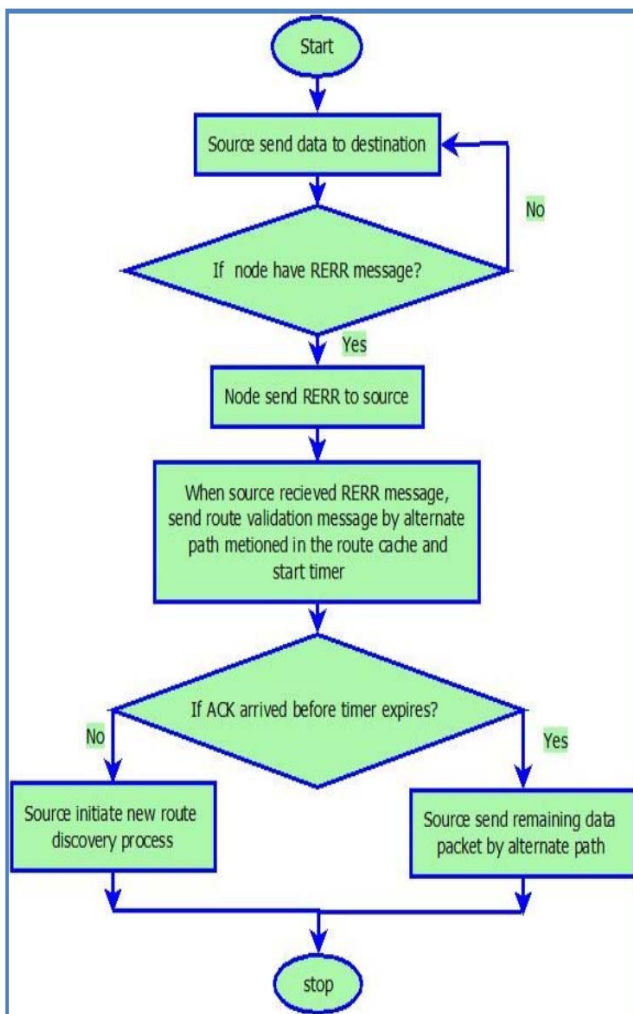 Start
Source send data to destination
No
If node have RERR message?
Yes
Node send RERR to source
When source recieved RERR message,
send route validation message by alternate
path metioned in the route cache and
start timer
If ACK arrived before timer expires?
No
Yes
Source initiate new route
discovery process
Source send remaining data
packet by alternate path
stop